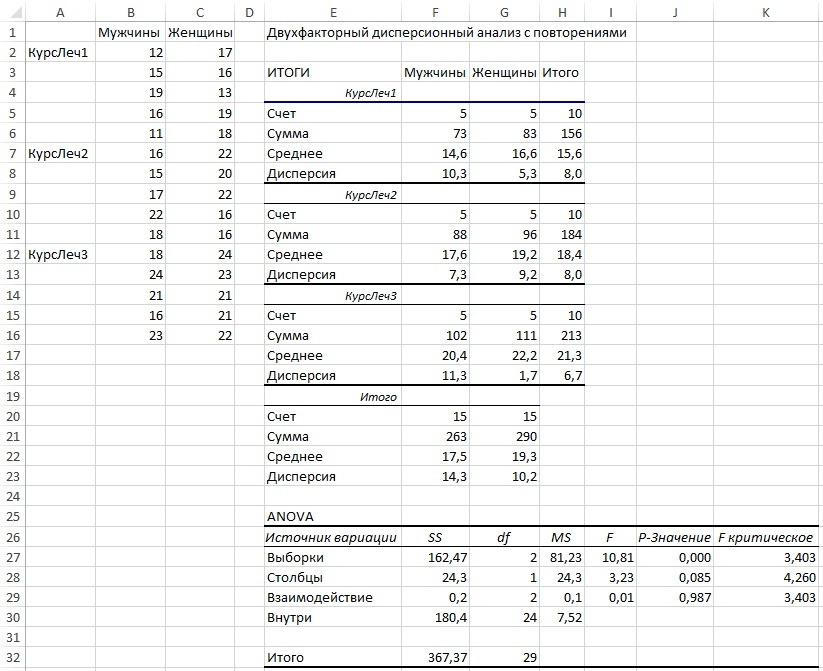 A B C D E F G H I J K
1 Мужчины Женщины Двухфакторный дисперсионный анализ с повторениями
2 КурсЛеч1 12 17
3 15 16 ИТОГИ Мужчины Женщины Итого
4 19 13 КурсЛеч1
5 16 19 Счет 5 5 10
6 11 18 Сумма 73 83 156
7 КурсЛеч2 16 22 Среднее 14,6 16,6 15,6
8 15 20 Дисперсия 10,3 5,3 8,0
9 17 22 КурсЛеч2
10 22 16 Счет 5 5 10
11 18 16 Сумма 88 96 184
12 КурсЛеч3 18 24 Среднее 17,6 19,2 18,4
13 24 23 Дисперсия 7,3 9,2 8,0
14 21 21 КурсЛеч3
15 16 21 Счет 5 5 10
16 23 22 Сумма 102 111 213
17 Среднее 20,4 22,2 21,3
18 Дисперсия 11,3 1,7 6,7
19 Итого
20 Счет 15 15
21 Сумма 263 290
22 Среднее 17,5 19,3
23 Дисперсия 14,3 10,2
24
25 ANOVA
26 Источник вариации SS df MS F P-Значение F критическое
27 Выборки 162,47 2 81,23 10,81 0,000 3,403
28 Столбцы 24,3 1 24,3 3,23 0,085 4,260
29 Взаимодействие 0,2 2 0,1 0,01 0,987 3,403
30 Внутри 180,4 24 7,52
31
32 Итого 367,37 29